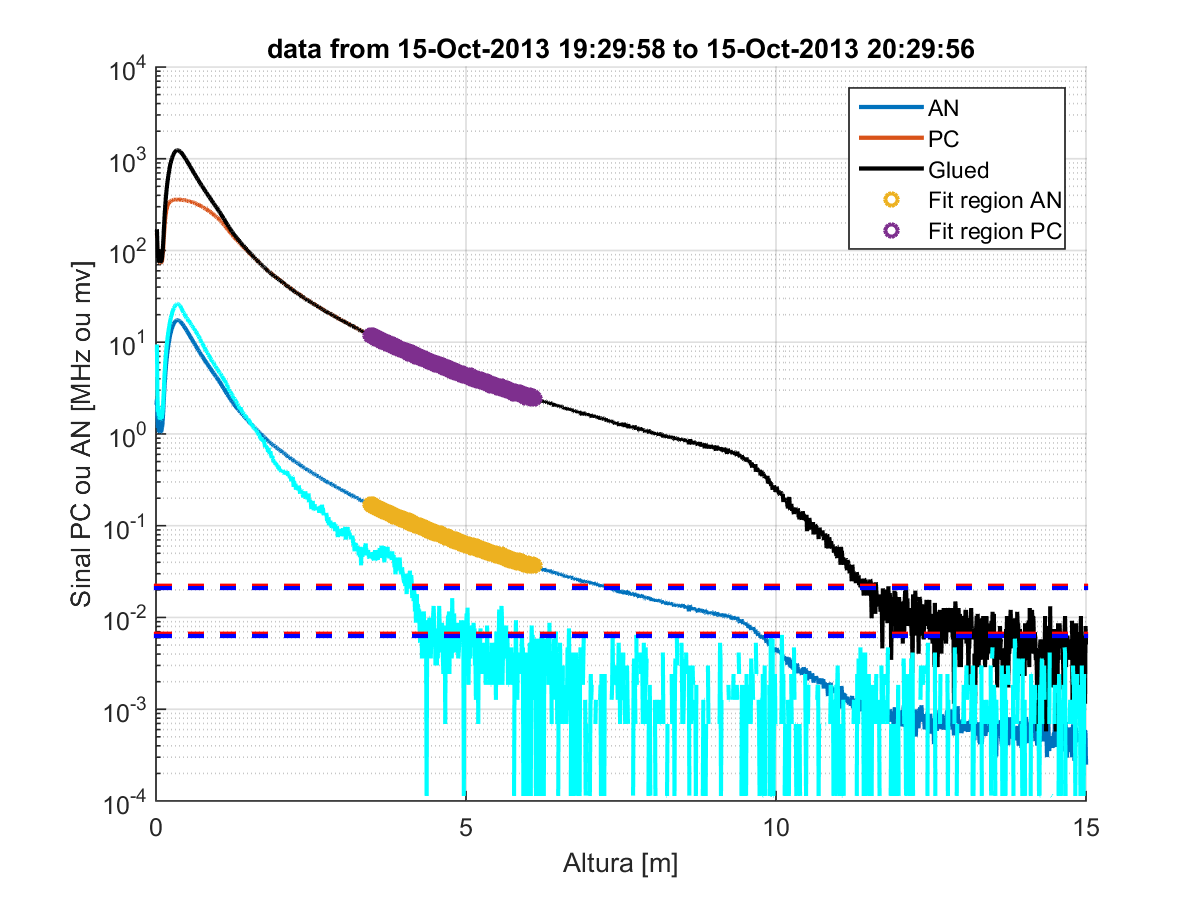 data from 15-Oct-2013 19:29:58 to 15-Oct-2013 20:29:56
Sinal PC ou AN [MHz ou mv]
10^4
10^3
10^2
10^1
10^0
10^-1
10^-2
10^-3
10^-4
AN
PC
Glued
Fit region AN
Fit region PC
0
5
10
15
Altura [m]